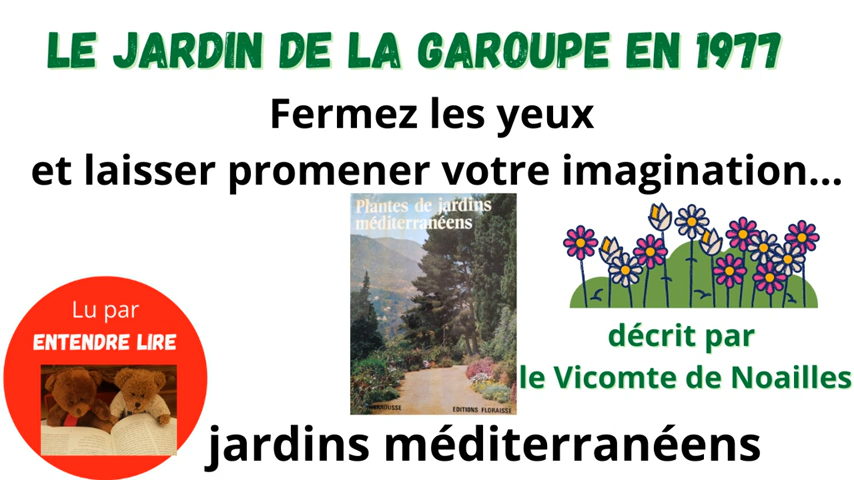 LE JARDIN DE LA GAROUPE EN 1977
Fermez les yeux
et laisser promener votre imagination...
Plantes de jardins
méditerranéens
EDITIONS FLORAISSE
Lu par
ENTENDRE LIRE
décrit par
le Vicomte de Noailles
jardins méditerranéens